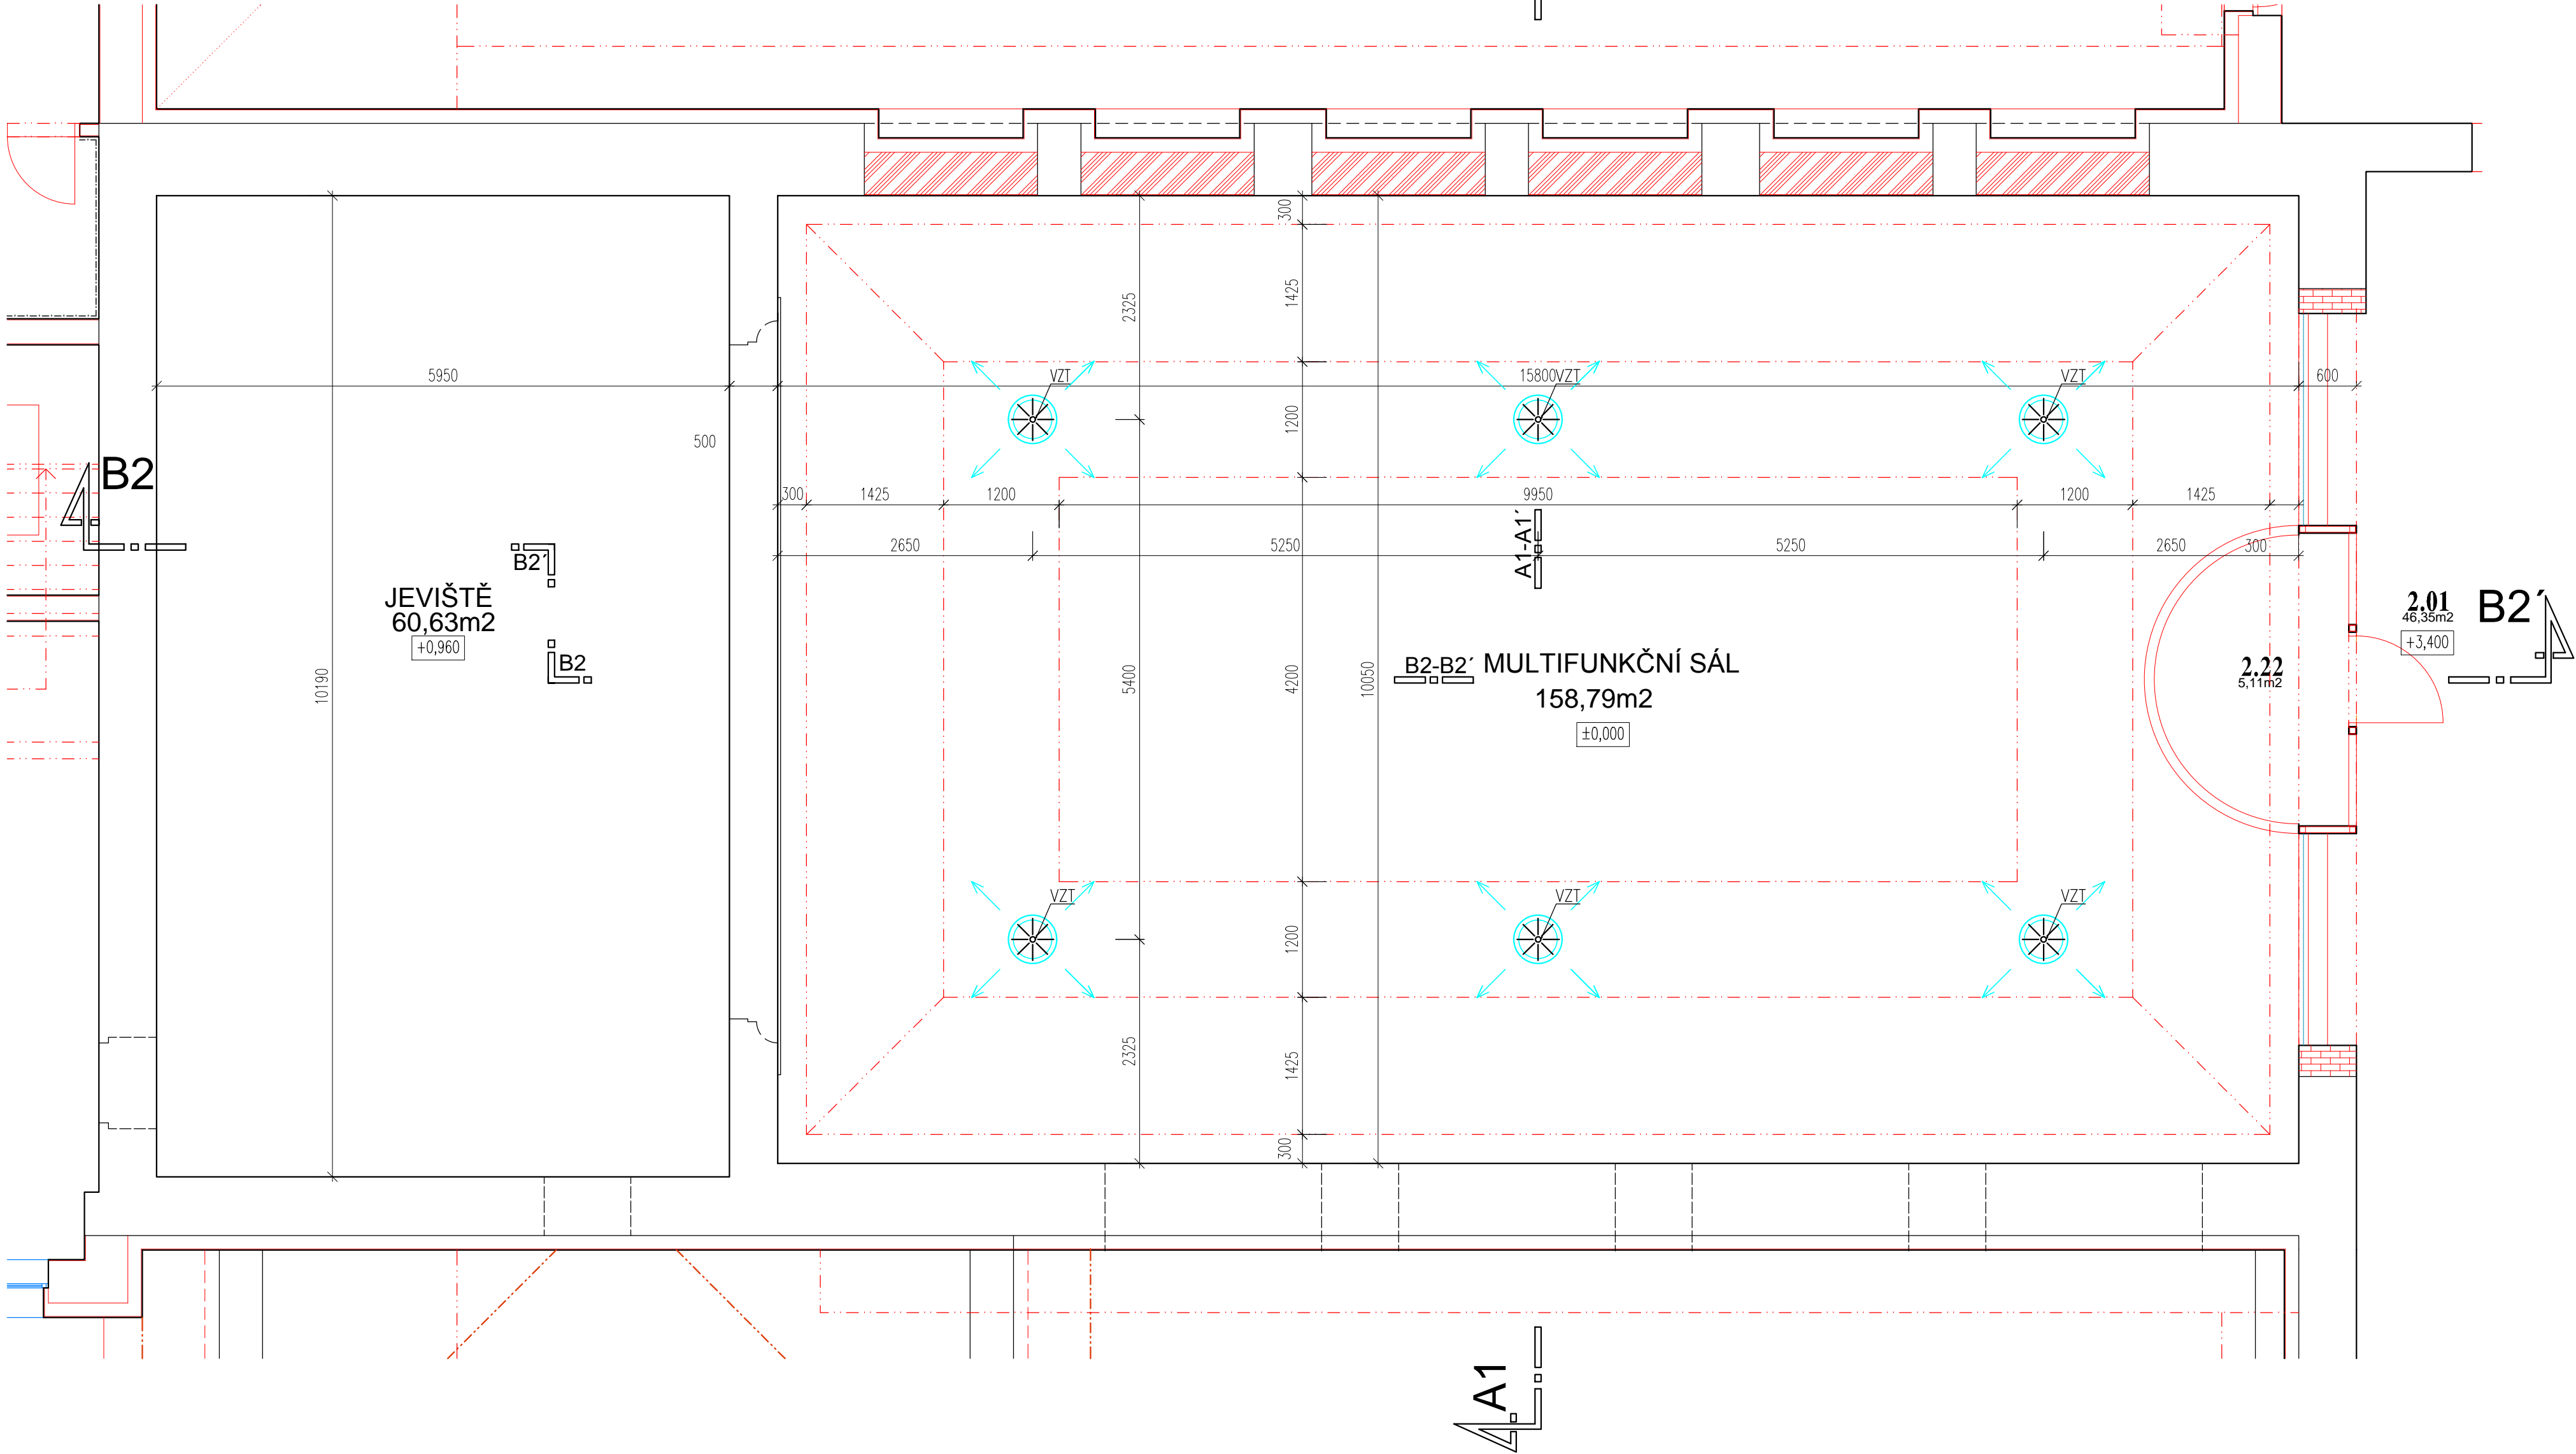 300
1425
2325
5950
VZT
15800
VZT
VZT
600
1200
500
B2
300
1425
1200
9950
1200
1425
A1-A1´
2650
5250
5250
2650
300
B2´
JEVIŠTĚ
60,63m2
+0,960
B2
10190
5400
4200
10050
B2-B2´ MULTIFUNKČNÍ SÁL
158,79m2
±0,000
2.01
46,35m2
+3,400
B2´
2.22
5,11m2
VZT
VZT
VZT
1200
2325
1425
300
A1